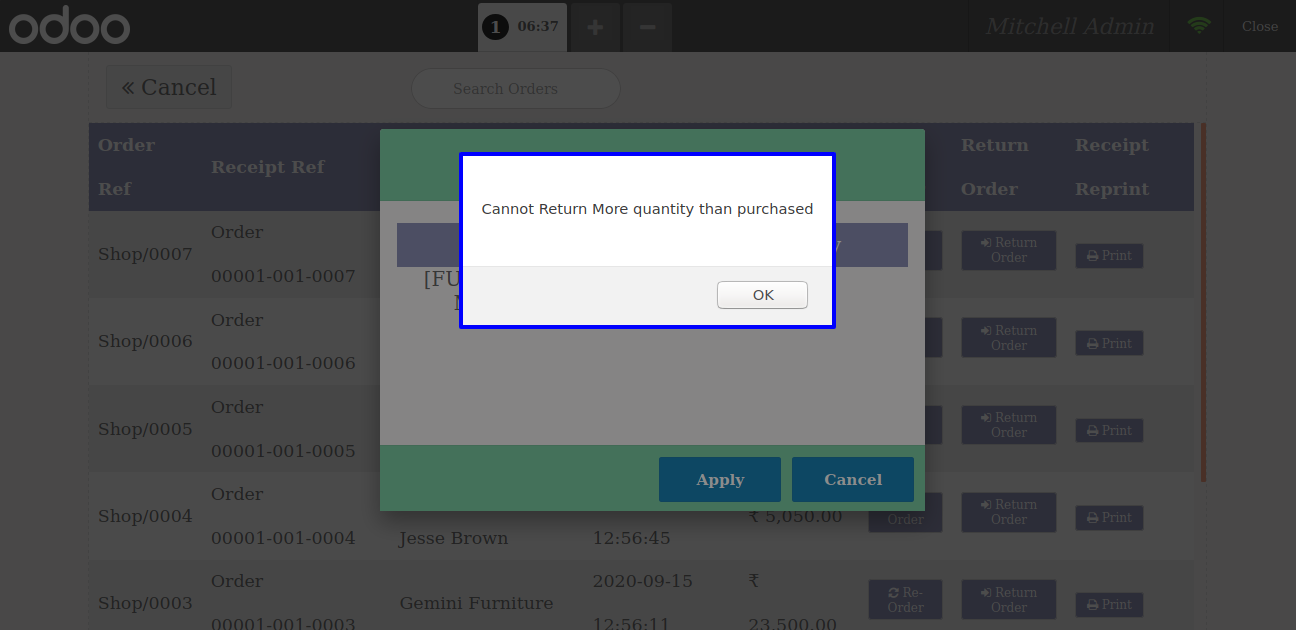 odoo
1 06:37
Mitchell Admin
Close
Cancel
Search Orders
Order
Ref
Receipt Ref
Return
Order
Receipt
Reprint
Cannot Return More quantity than purchased
OK
[FU
Apply
Cancel
Shop/0007
Order
00001-001-0007
Return
Order
Print
Shop/0006
Order
00001-001-0006
Return
Order
Print
Shop/0005
Order
00001-001-0005
Return
Order
Print
Shop/0004
Order
00001-001-0004
Jesse Brown
12:56:45
₹ 5,050.00
Order
Return
Order
Print
Shop/0003
Order
00001-001-0003
Gemini Furniture
2020-09-15
12:56:11
₹
23,500.00
Re-
Order
Return
Order
Print